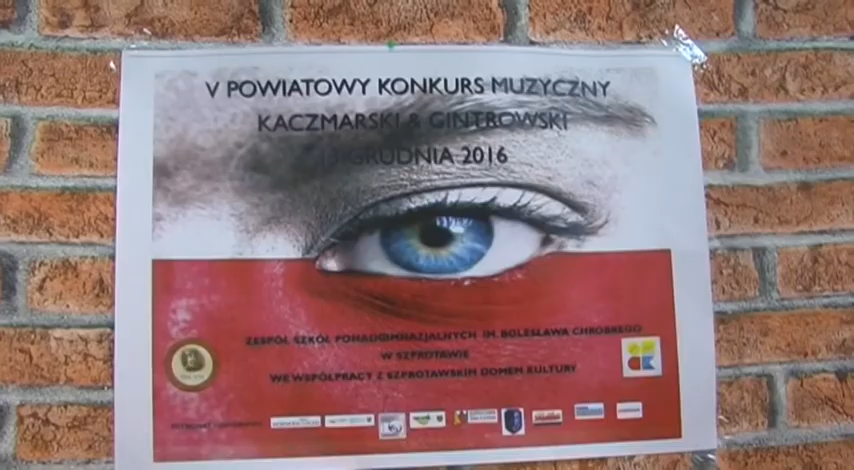 V POWIATOWY KONKURS MUZYCZNY
KACZMARSKI & GINTROWSKI
GRUDNIA 2016
ZESPÓŁ SZKÓŁ PONADGIMNAZJALNYCH IM. BOLESŁAWA CHROBREGO
W SZPROTAWIE
WE WSPÓŁPRACY Z SZPROTAWSKIM DOMEM KULTURY